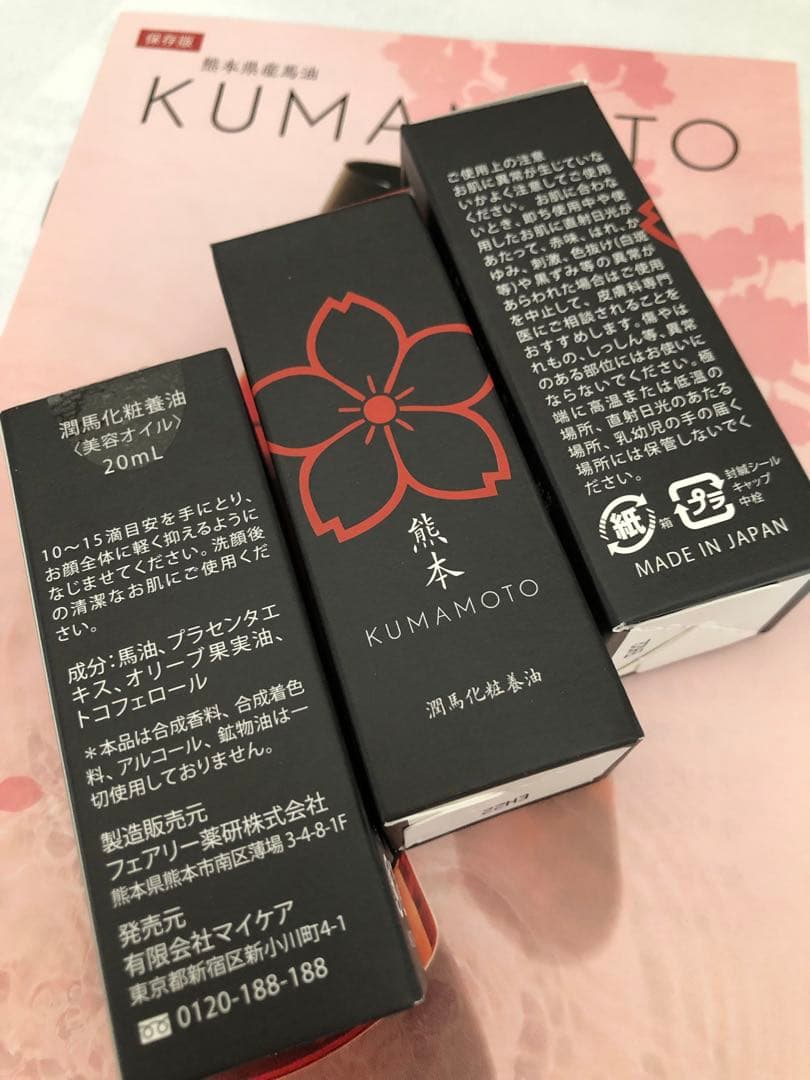 保存版
熊本県産馬油
KUMA
TO
潤馬化粧養油
〈美容オイル〉
20mL
10〜15滴目安を手にとり、
お顔全体に軽く抑えるように
なじませてください。洗顔後
の清潔なお肌にご使用くだ
さい。
成分：馬油、プラセンタエ
キス、オリーブ果実油、
トコフェロール
＊本品は合成香料、合成着色
料、アルコール、鉱物油は一
切使用しておりません。
製造販売元
フェアリー薬研株式会社
熊本県熊本市南区薄場3-4-8-1F
発売元
有限会社マイケア
東京都新宿区新小川町4-1
0120-188-188
熊本
KUMAMOTO
潤馬化粧養油
EH22
ご使用上の注意
お肌に異常が生じていな
いかよく注意してご使用
ください。お肌に合わな
いとき、即ち使用中や使
用したお肌に直射日光が
あたって、赤味、はれ、か
ゆみ、刺激、色抜け(白斑
等)や黒ずみ等の異常が
あらわれた場合はご使用
を中止して、皮膚科専門
医にご相談されることを
おすすめします。傷やは
れもの、しっしん等、異常
のある部位にはお使いに
ならないでください。極
端に高温または低温の
場所、直射日光のあたる
場所、乳幼児の手の届く
場所には保管しないでく
ださい。
紙 箱 プラ 封緘シール
キャップ
中栓
MADE IN JAPAN